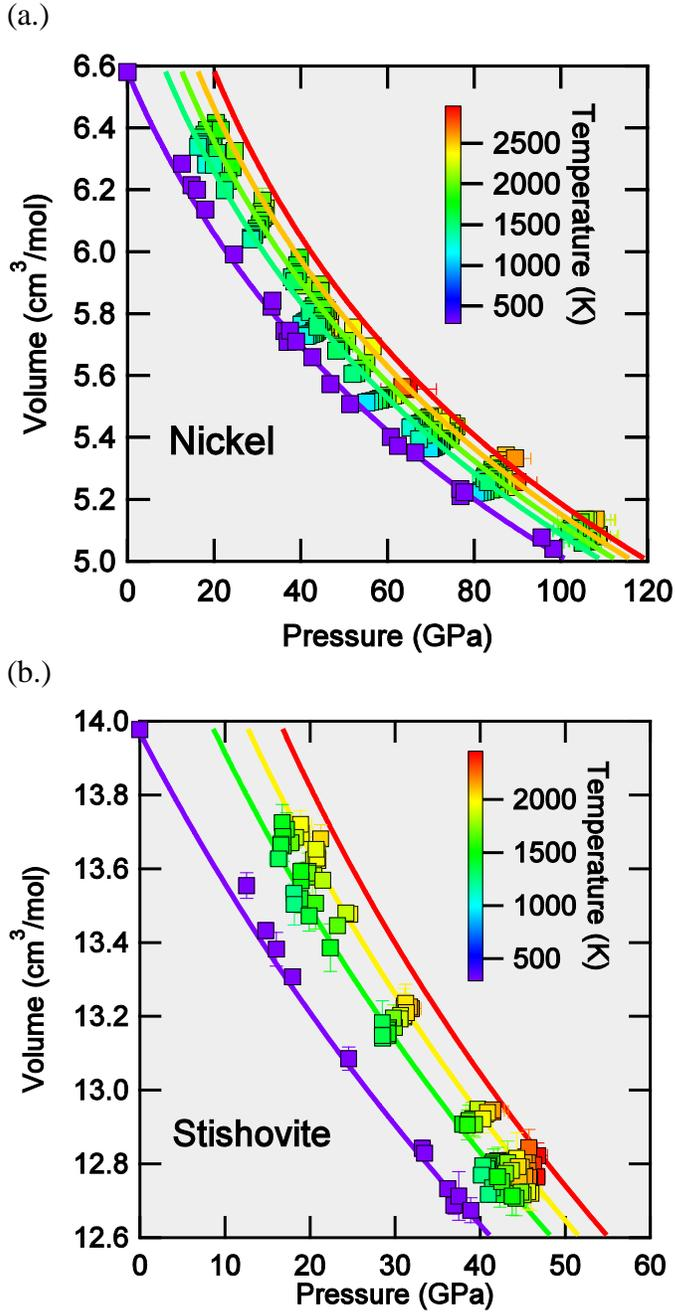 (a.)
6.6
6.4
6.2
6.0
5.8
5.6
5.4
5.2
5.0
Volume (cm³/mol)
2500
2000
1500
1000
500
Temperature (K)
Nickel
0 20 40 60 80 100 120
Pressure (GPa)
(b.)
14.0
13.8
13.6
13.4
13.2
13.0
12.8
12.6
Volume (cm³/mol)
2000
1500
1000
500
Temperature (K)
Stishovite
0 10 20 30 40 50 60
Pressure (GPa)